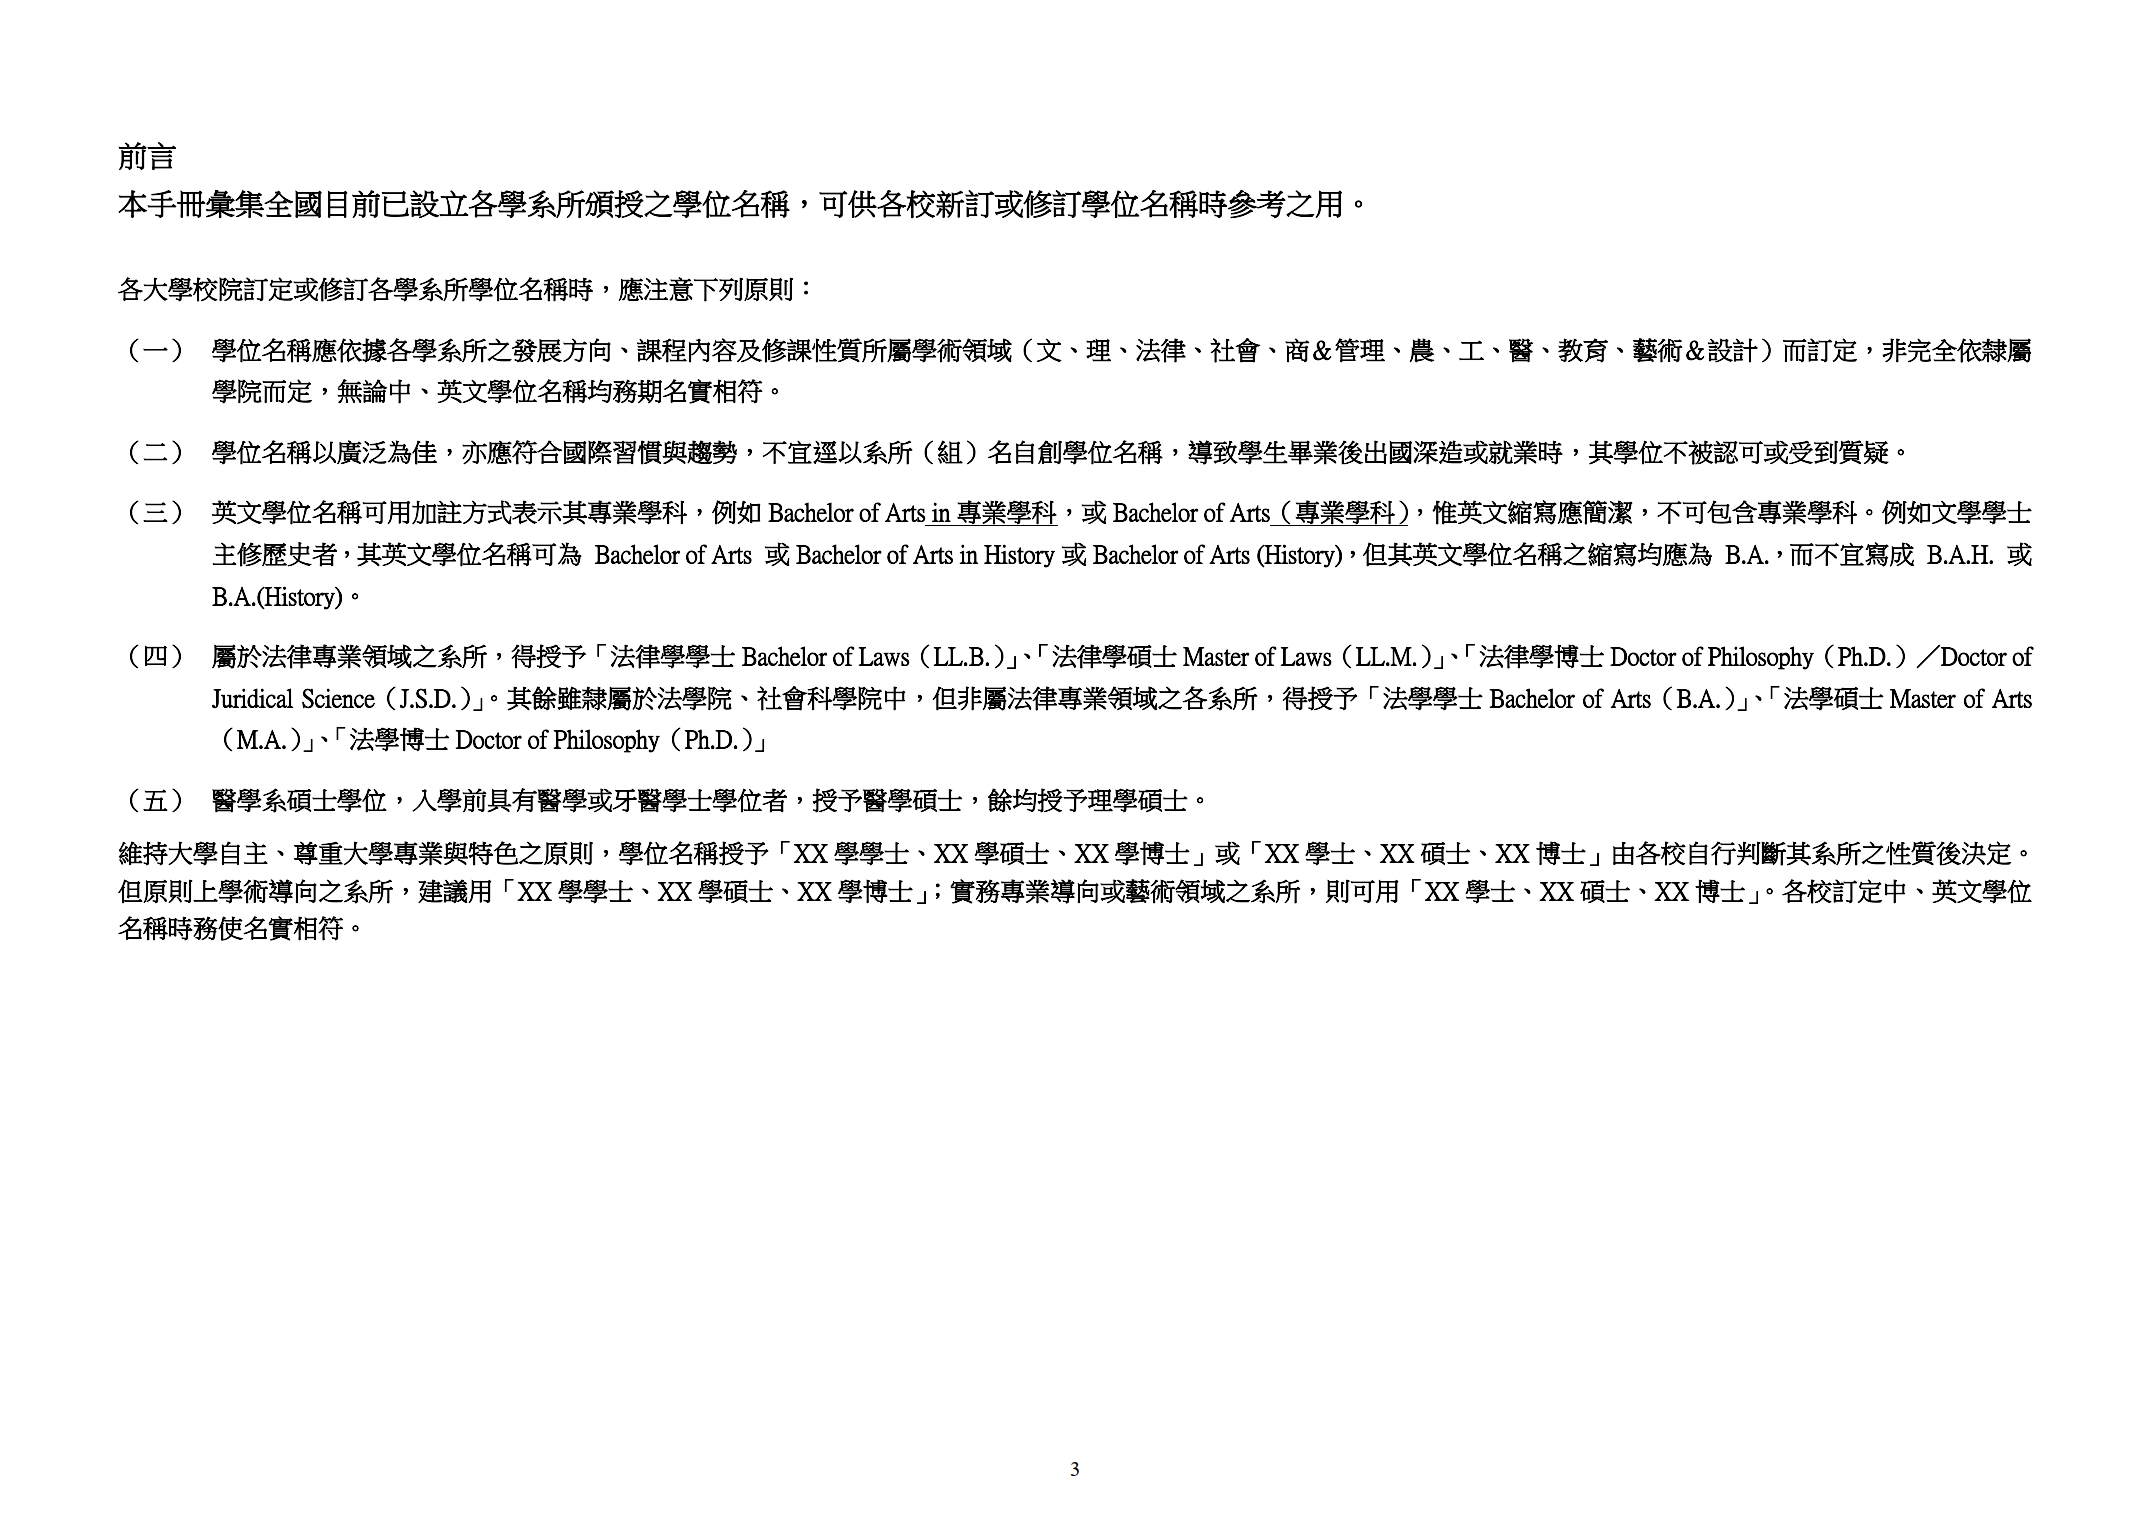 前言
本手冊彙集全國目前已設立各學系所頒授之學位名稱，可供各校新訂或修訂學位名稱時參考之用。
各大學校院訂定或修訂各學系所學位名稱時，應注意下列原則：
（一） 學位名稱應依據各學系所之發展方向、課程內容及修課性質所屬學術領域（文、理、法律、社會、商＆管理、農、工、醫、教育、藝術＆設計）而訂定，非完全依隸屬
學院而定，無論中、英文學位名稱均務期名實相符。
（二） 學位名稱以廣泛為佳，亦應符合國際習慣與趨勢，不宜逕以系所（組）名自創學位名稱，導致學生畢業後出國深造或就業時，其學位不被認可或受到質疑。
（三） 英文學位名稱可用加註方式表示其專業學科，例如 Bachelor of Arts in 專業學科，或 Bachelor of Arts（專業學科），惟英文縮寫應簡潔，不可包含專業學科。例如文學學士
主修歷史者，其英文學位名稱可為 Bachelor of Arts 或 Bachelor of Arts in History 或 Bachelor of Arts (History)，但其英文學位名稱之縮寫均應為 B.A.，而不宜寫成 B.A.H. 或
B.A.(History)。
（四） 屬於法律專業領域之系所，得授予「法律學學士 Bachelor of Laws（LL.B.）」、「法律學碩士 Master of Laws（LL.M.）」、「法律學博士 Doctor of Philosophy（Ph.D.）／Doctor of
Juridical Science（J.S.D.）」。其餘雖隸屬於法學院、社會科學院中，但非屬法律專業領域之各系所，得授予「法學學士 Bachelor of Arts（B.A.）」、「法學碩士 Master of Arts
（M.A.）」、「法學博士 Doctor of Philosophy（Ph.D.）」
（五） 醫學系碩士學位，入學前具有醫學或牙醫學士學位者，授予醫學碩士，餘均授予理學碩士。
維持大學自主、尊重大學專業與特色之原則，學位名稱授予「XX 學學士、XX 學碩士、XX 學博士」或「XX 學士、XX 碩士、XX 博士」由各校自行判斷其系所之性質後決定。
但原則上學術導向之系所，建議用「XX 學學士、XX 學碩士、XX 學博士」；實務專業導向或藝術領域之系所，則可用「XX 學士、XX 碩士、XX 博士」。各校訂定中、英文學位
名稱時務使名實相符。
3